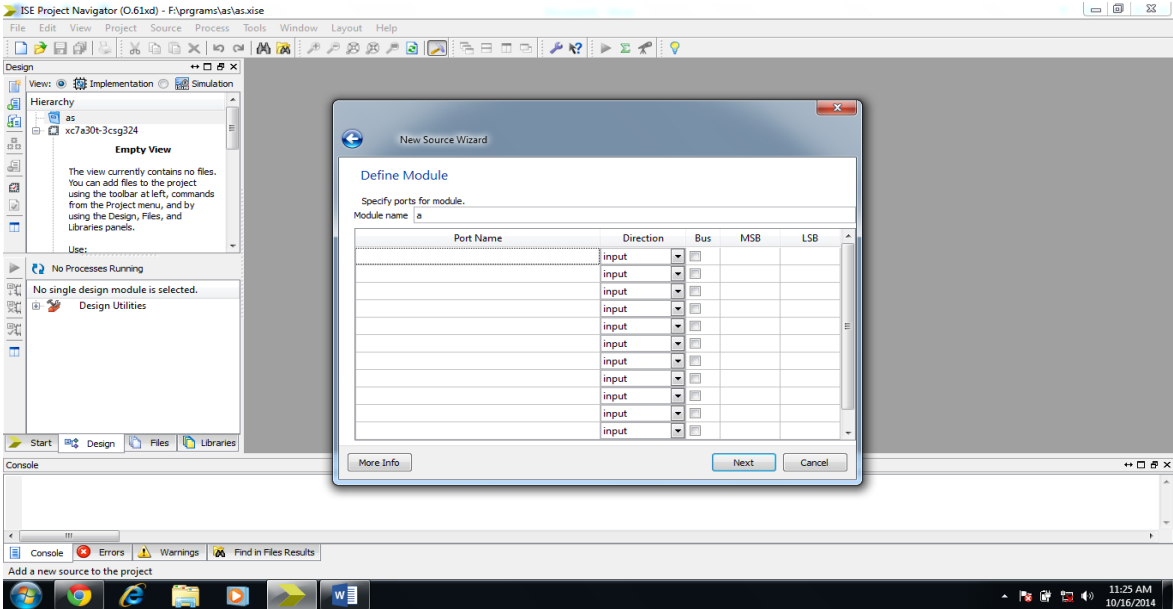 ISE Project Navigator (O.61xd) - F:\prgrams\as\as.xise
File Edit View Project Source Process Tools Window Layout Help
Design
View: Implementation Simulation
Hierarchy
as
xc7a30t-3csg324
Empty View
The view currently contains no files.
You can add files to the project
using the toolbar at left, commands
from the Project menu, and by
using the Design, Files, and
Libraries panels.
Use:
No Processes Running
No single design module is selected.
Design Utilities
Start Design Files Libraries
New Source Wizard
Define Module
Specify ports for module.
Module name a
Port Name Direction Bus MSB LSB
input
input
input
input
input
input
input
input
input
input
input
More Info Next Cancel
Console
Console Errors Warnings Find in Files Results
Add a new source to the project
11:25 AM
10/16/2014